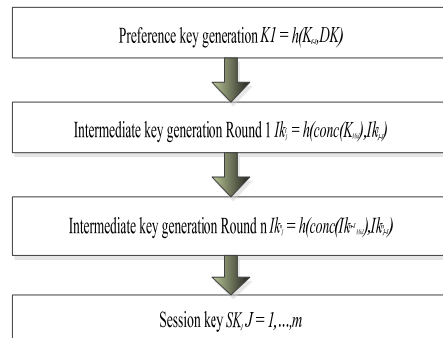 Preference key generation K1 = h(K, DK)
Intermediate key generation Round 1 Ik = h(conc(K), Ik)
Intermediate key generation Round n Ik = h(conc(Ik), Ik)
Session key SK J = 1,...,m